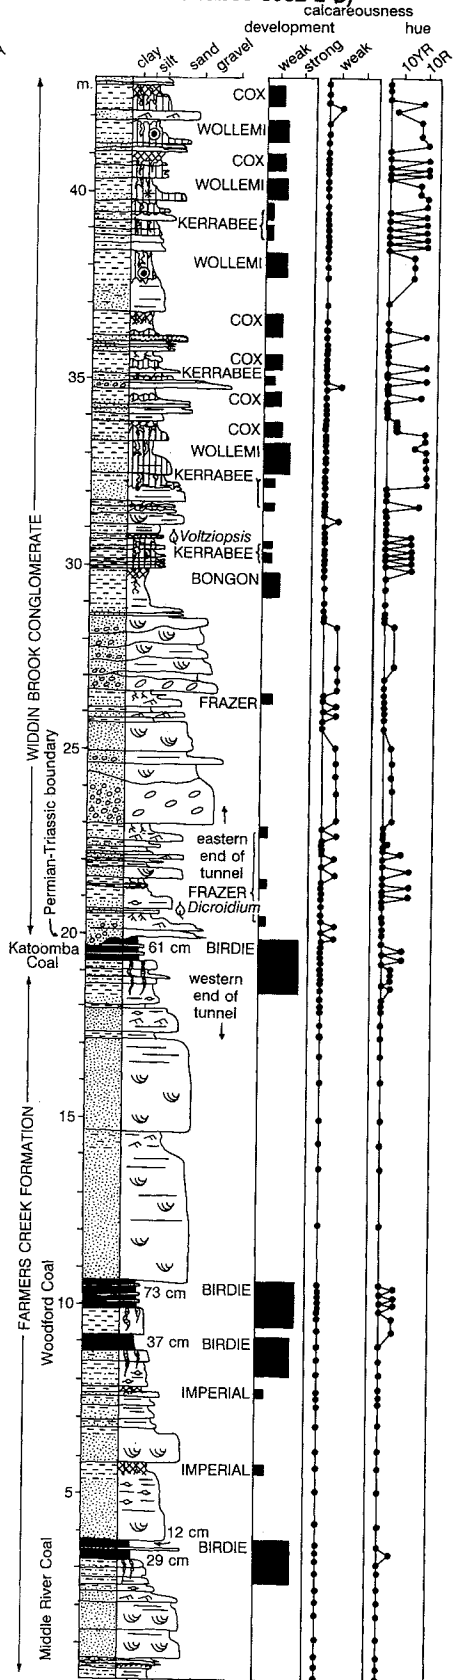 calcareousness
development
hue
clay
silt
sand
gravel
weak
strong
weak
10YR
10R
m.
COX
WOLLEMI
COX
40
WOLLEMI
KERRABEE
WOLLEMI
COX
COX
KERRABEE
35
COX
COX
WOLLEMI
KERRABEE
Voltziopsis
KERRABEE
30
BONGON
FRAZER
25
eastern
end of
tunnel
FRAZER
Dicroidium
20
61 cm
BIRDIE
Katoomba
Coal
western
end of
tunnel
15
73 cm
BIRDIE
10
37 cm
BIRDIE
IMPERIAL
IMPERIAL
5
12 cm
BIRDIE
29 cm
WIDDIN BROOK CONGLOMERATE
Permian-Triassic boundary
FARMERS CREEK FORMATION
Woodford Coal
Middle River Coal